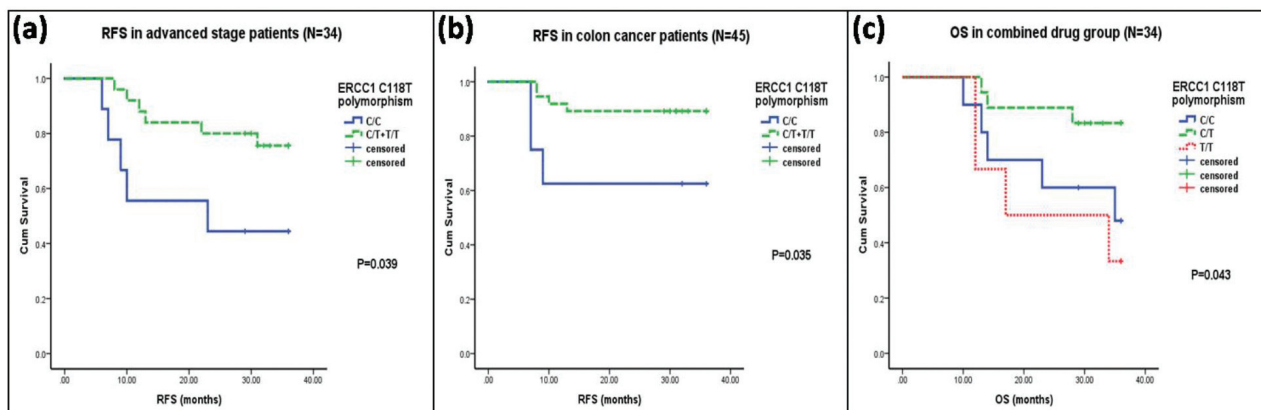 (a)
RFS in advanced stage patients (N=34)
ERCC1 C118T
polymorphism
C/C
C/T+T/T
censored
censored
P=0.039
Cum Survival
1.0
0.8
0.6
0.4
0.2
0.0
.00 10.00 20.00 30.00 40.00
RFS (months)
(b)
RFS in colon cancer patients (N=45)
ERCC1 C118T
polymorphism
C/C
C/T+T/T
censored
censored
P=0.035
Cum Survival
1.0
0.8
0.6
0.4
0.2
0.0
.00 10.00 20.00 30.00 40.00
RFS (months)
(c)
OS in combined drug group (N=34)
ERCC1 C118T
polymorphism
C/C
C/T
T/T
censored
censored
censored
P=0.043
Cum Survival
1.0
0.8
0.6
0.4
0.2
0.0
.00 10.00 20.00 30.00 40.00
OS (months)